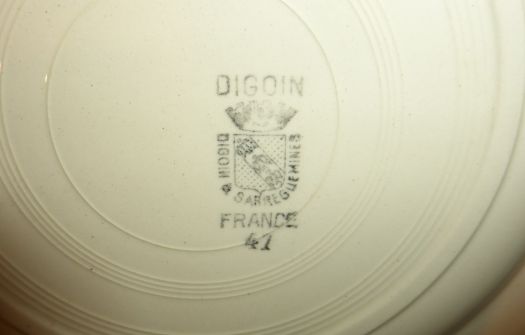 DIGOIN
DIGOIN & SARREGUEMINES
FRANCE
41